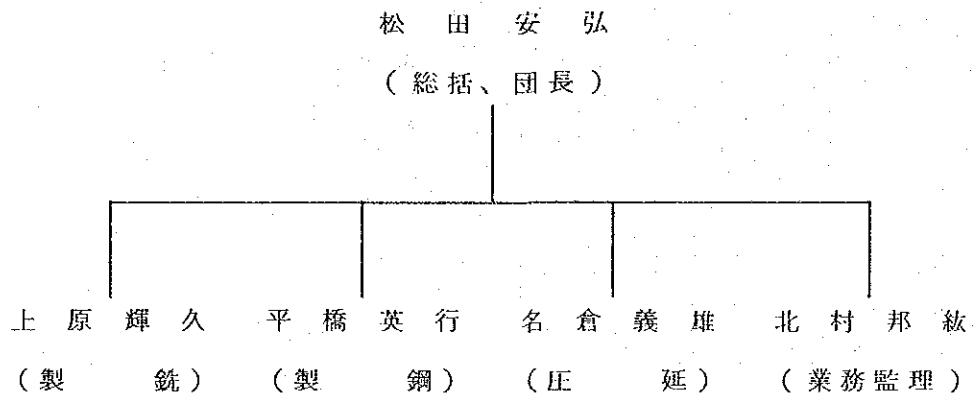 松田安弘
(総括、団長)
上原輝久 平橋英行 名倉義雄 北村邦紘
(製銑) (製鋼) (圧延) (業務監理)